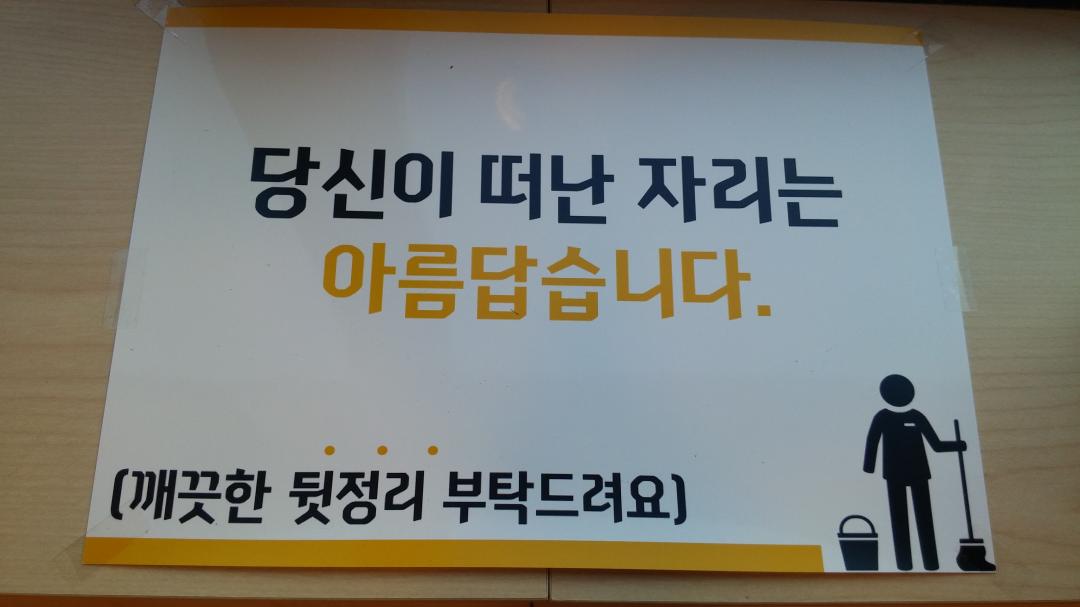 당신이 떠난 자리는
아름답습니다.
(깨끗한 뒷정리 부탁드려요)